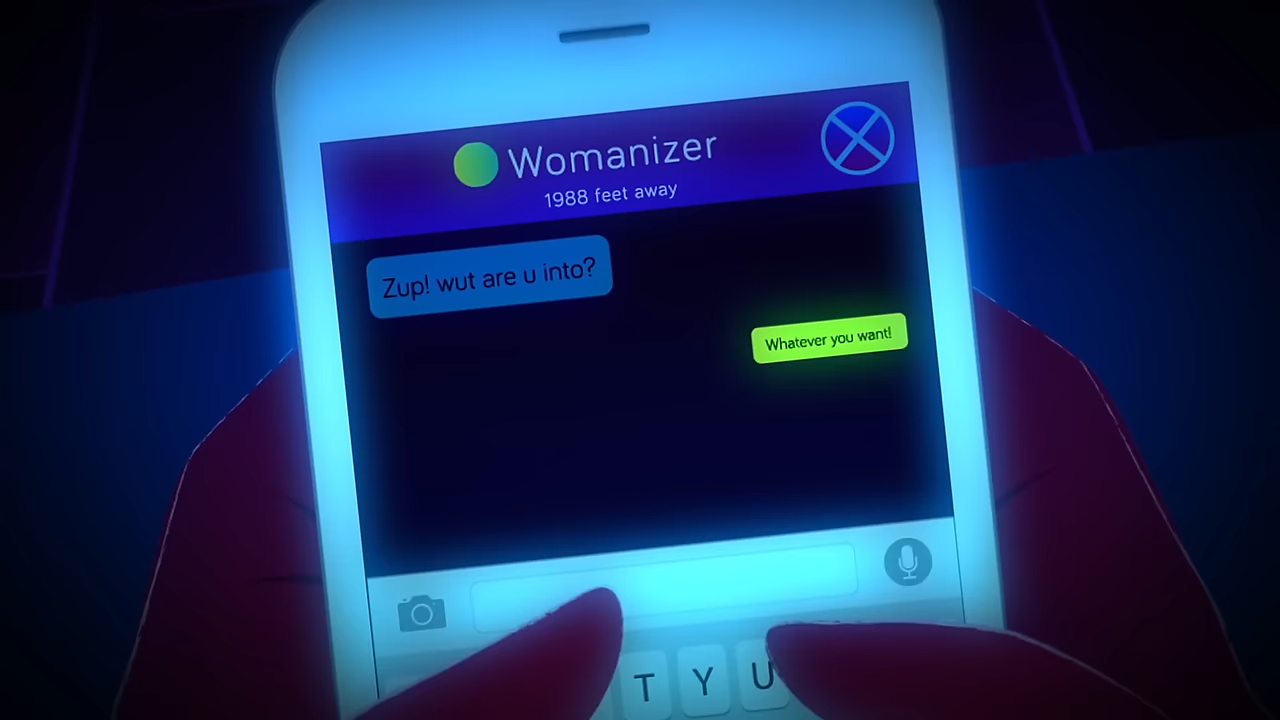 Womanizer
1988 feet away
Zup! wut are u into?
Whatever you want!
T Y U